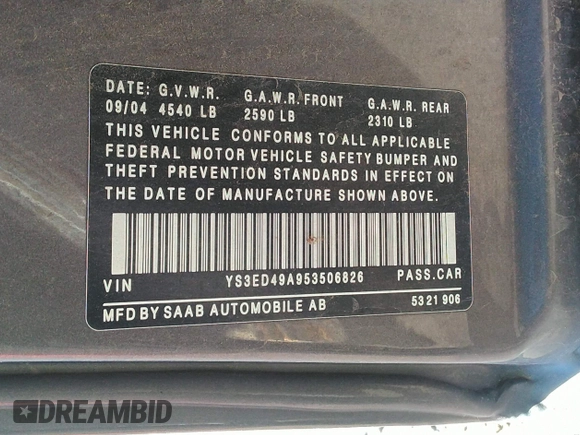 DATE: G.V.W.R. G.A.W.R. FRONT G.A.W.R. REAR
09/04 4540 LB 2590 LB 2310 LB
THIS VEHICLE CONFORMS TO ALL APPLICABLE
FEDERAL MOTOR VEHICLE SAFETY BUMPER AND
THEFT PREVENTION STANDARDS IN EFFECT ON
THE DATE OF MANUFACTURE SHOWN ABOVE.
VIN YS3ED49A953506826 PASS.CAR
MFD BY SAAB AUTOMOBILE AB 5321906
DREAMBID